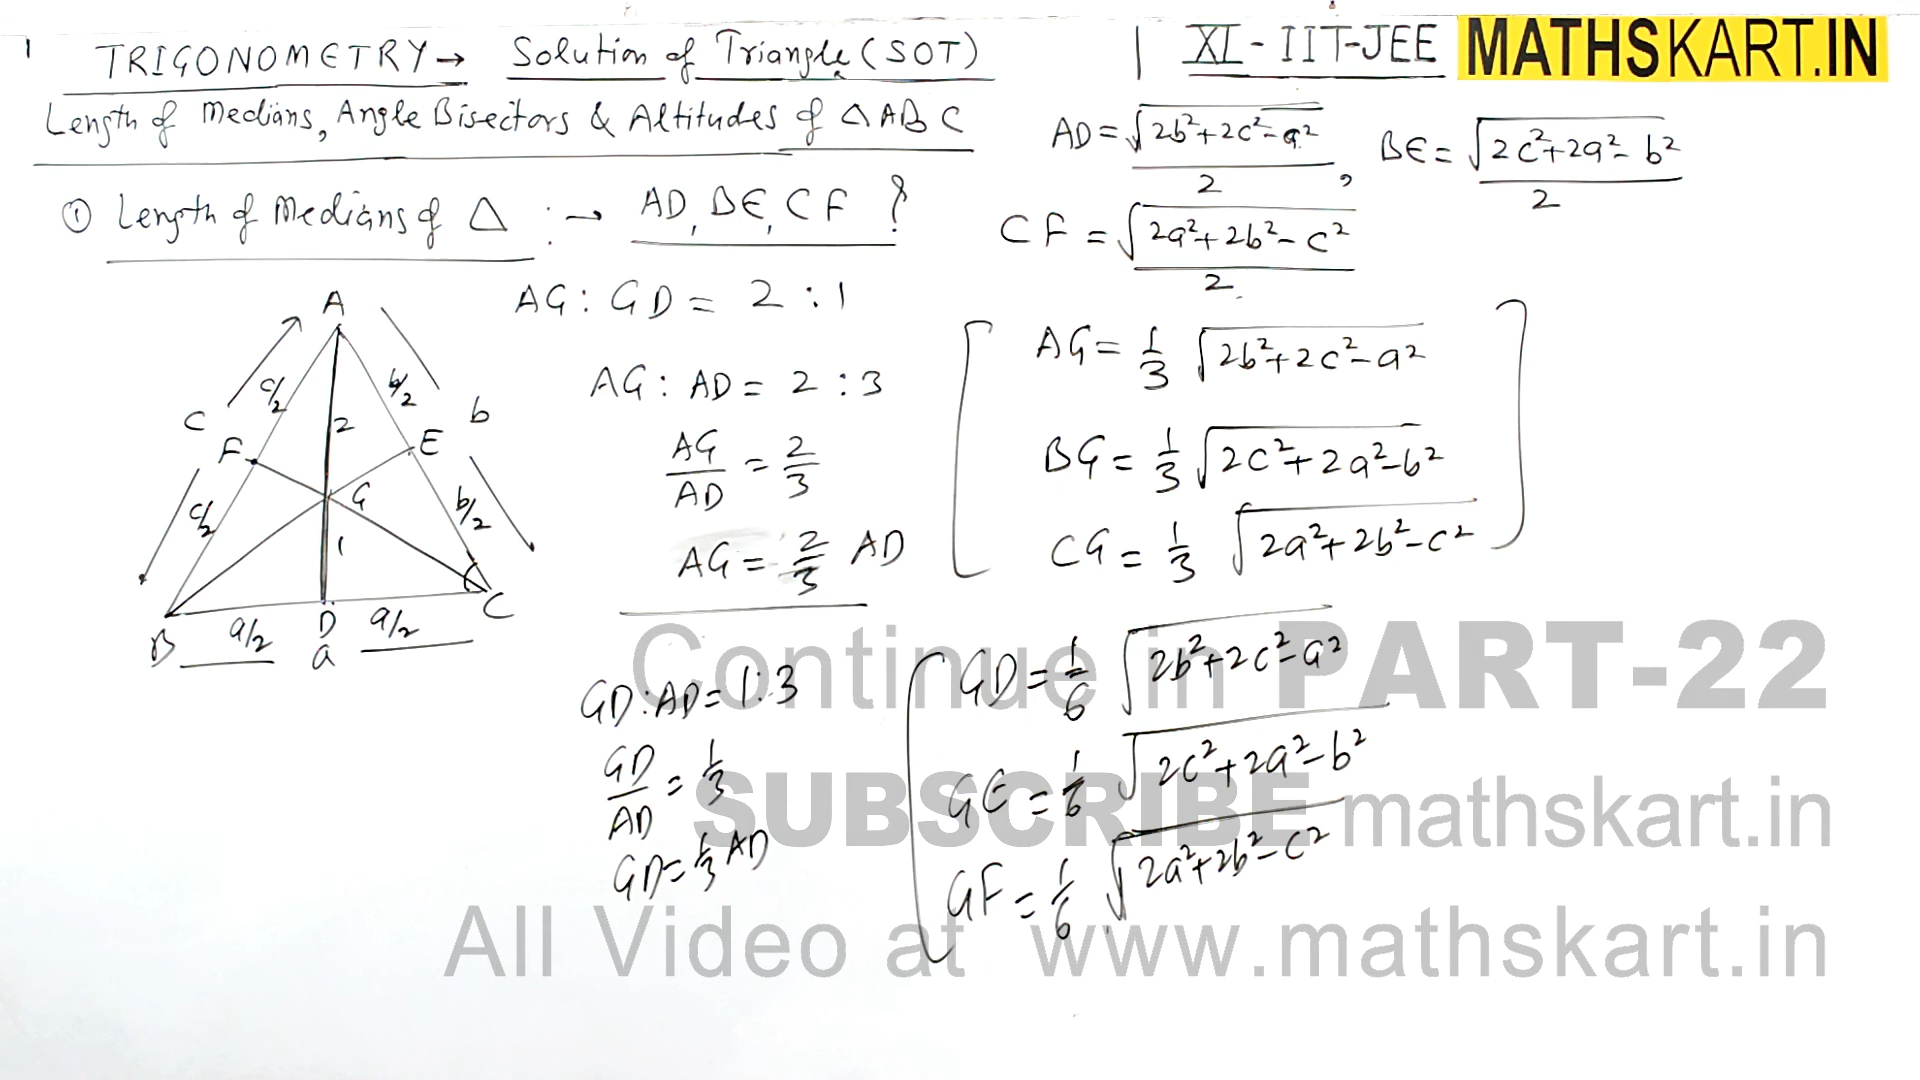 1
TRIGONOMETRY → Solution of Triangle (SOT)
| XI - IIT-JEE
MATHSKART.IN
Length of Medians, Angle Bisectors & Altitudes of △ABC
① Length of Medians of △ :→ AD, BE, CF ?
AD = √(2b²+2c²-a²)/2 , BE = √(2c²+2a²-b²)/2
CF = √(2a²+2b²-c²)/2
A
c/2
b/2
c
b
2
F
E
G
c/2
b/2
1
B
a/2
D
a/2
C
a
AG : GD = 2 : 1
AG : AD = 2 : 3
AG/AD = 2/3
AG = 2/3 AD
GD : AD = 1 : 3
GD/AD = 1/3
GD = 1/3 AD
AG = 1/3 √(2b²+2c²-a²)
BG = 1/3 √(2c²+2a²-b²)
CG = 1/3 √(2a²+2b²-c²)
GD = 1/6 √(2b²+2c²-a²)
GE = 1/6 √(2c²+2a²-b²)
GF = 1/6 √(2a²+2b²-c²)
Continue in PART-22
SUBSCRIBE mathskart.in
All Video at www.mathskart.in